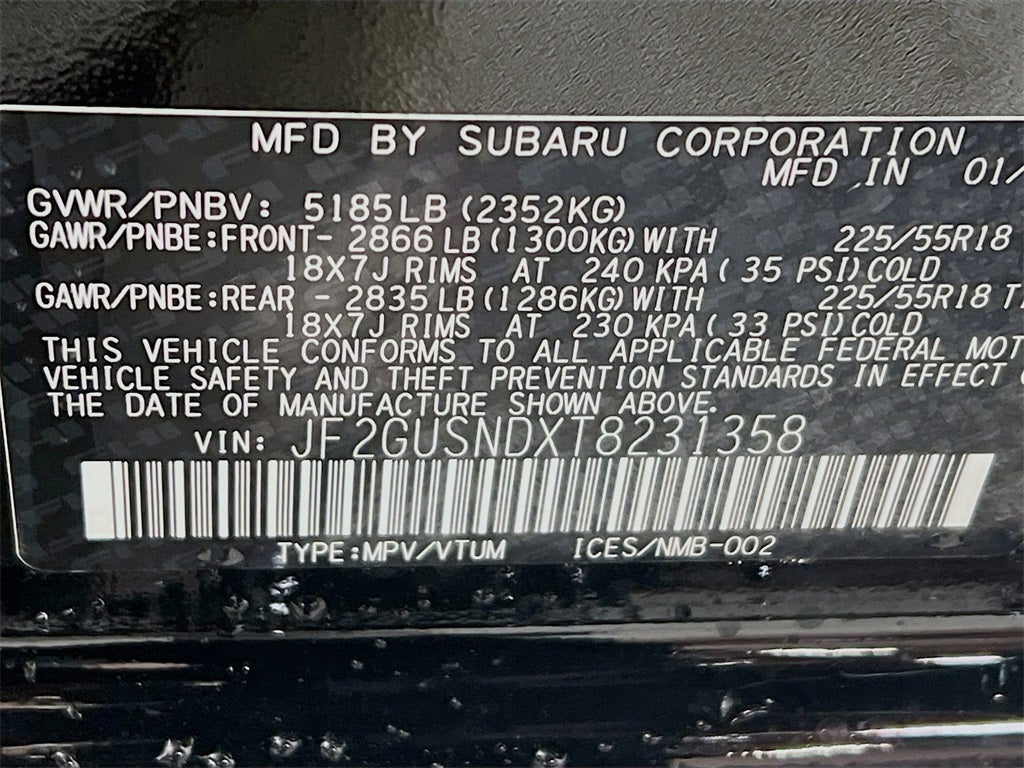 MFD BY SUBARU CORPORATION
MFD IN 01/
GVWR/PNBV: 5185LB (2352KG)
GAWR/PNBE:FRONT- 2866 LB (1300KG) WITH 225/55R18
18X7J RIMS AT 240 KPA ( 35 PSI) COLD
GAWR/PNBE:REAR - 2835 LB (1286KG) WITH 225/55R18
18X7J RIMS AT 230 KPA ( 33 PSI) COLD
THIS VEHICLE CONFORMS TO ALL APPLICABLE FEDERAL
VEHICLE SAFETY AND THEFT PREVENTION STANDARDS IN EFFECT
THE DATE OF MANUFACTURE SHOWN ABOVE.
VIN: JF2GUSNDXT8231358
TYPE:MPV/VTUM ICES/NMB-002